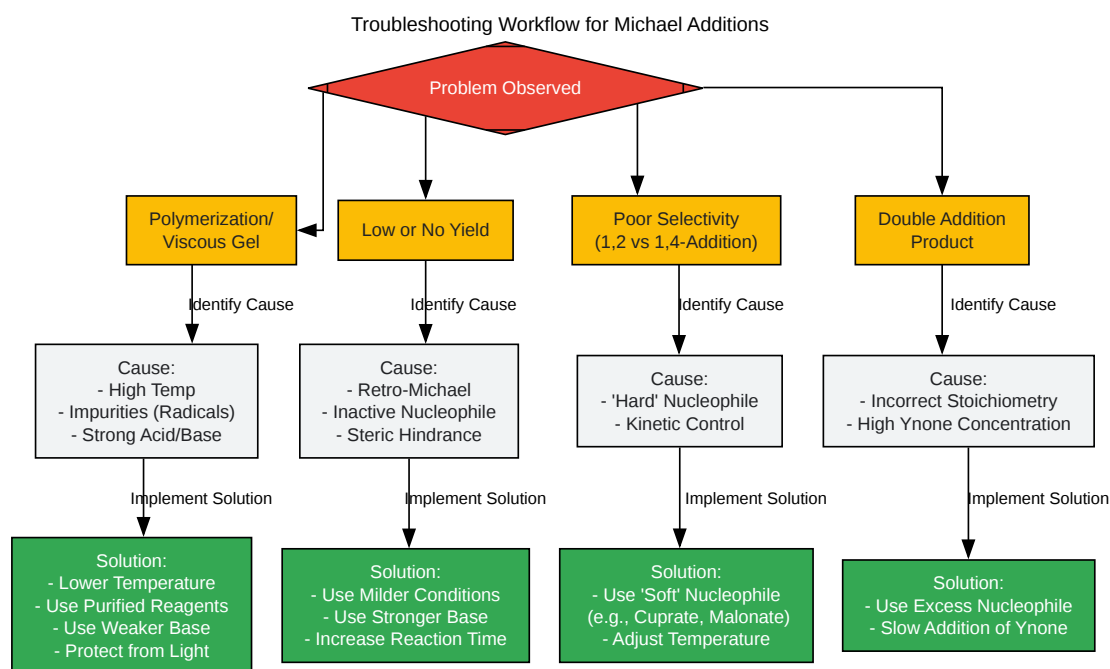 Troubleshooting Workflow for Michael Additions
Problem Observed
Polymerization/
Viscous Gel
Low or No Yield
Poor Selectivity
(1,2 vs 1,4-Addition)
Double Addition
Product
Identify Cause
Identify Cause
Identify Cause
Identify Cause
Cause:
- High Temp
- Impurities (Radicals)
- Strong Acid/Base
Cause:
- Retro-Michael
- Inactive Nucleophile
- Steric Hindrance
Cause:
- 'Hard' Nucleophile
- Kinetic Control
Cause:
- Incorrect Stoichiometry
- High Ynone Concentration
Implement Solution
Implement Solution
Implement Solution
Implement Solution
Solution:
- Lower Temperature
- Use Purified Reagents
- Use Weaker Base
- Protect from Light
Solution:
- Use Milder Conditions
- Use Stronger Base
- Increase Reaction Time
Solution:
- Use 'Soft' Nucleophile
(e.g., Cuprate, Malonate)
- Adjust Temperature
Solution:
- Use Excess Nucleophile
- Slow Addition of Ynone